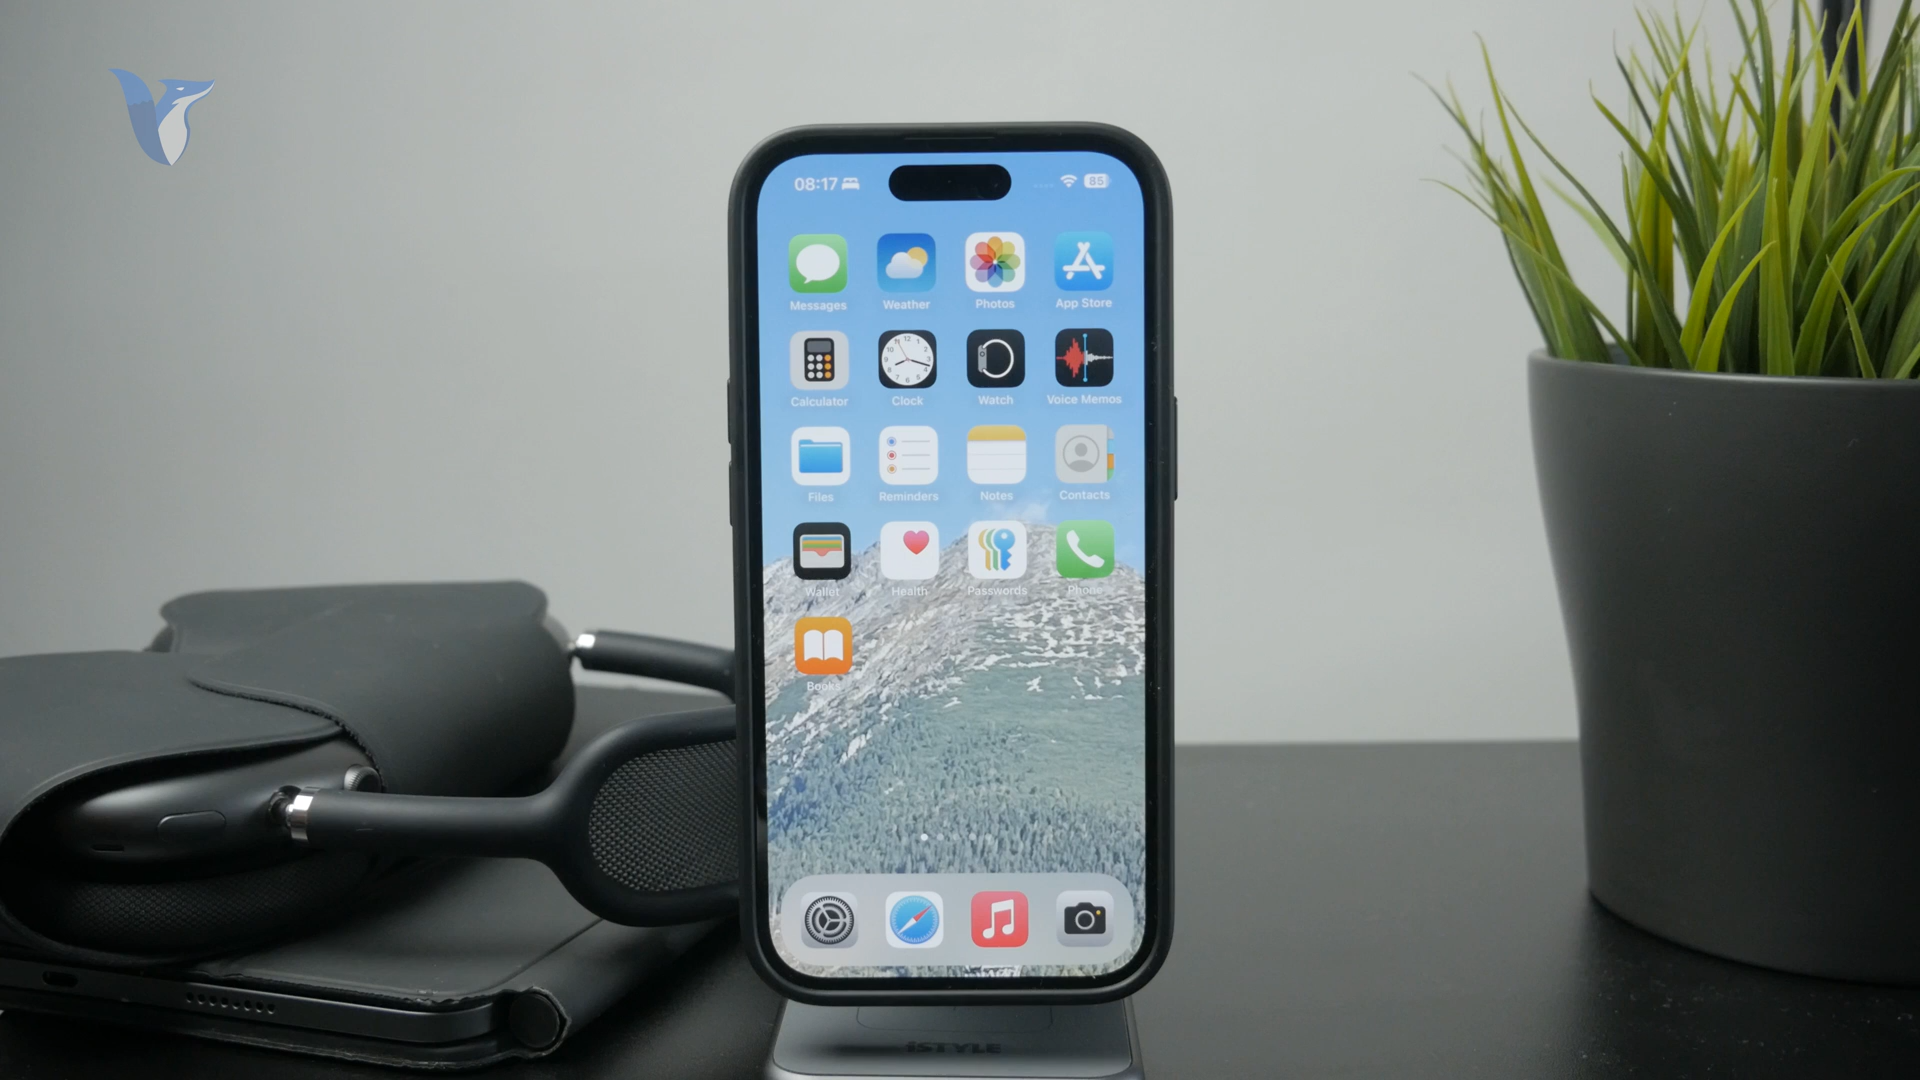 08:17 85
Messages Weather Photos App Store
Calculator Clock Watch Voice Memos
Files Reminders Notes Contacts
Wallet Health Passwords Phone
Books
iSTYLE